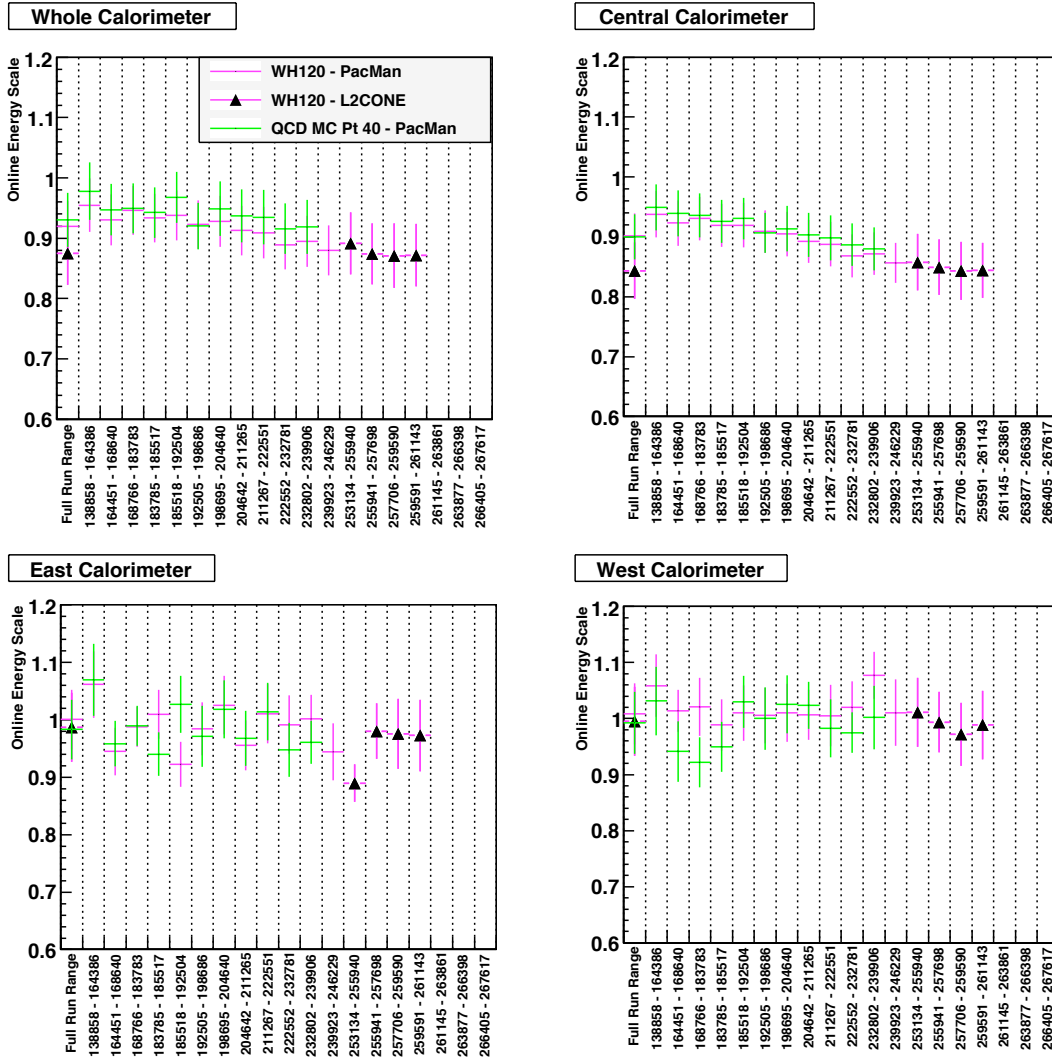 Whole Calorimeter
Online Energy Scale
1.2
1.1
1
0.9
0.8
0.7
0.6
WH120 - PacMan
WH120 - L2CONE
QCD MC Pt 40 - PacMan
Full Run Range
138858 - 164386
164451 - 168640
168766 - 183783
183785 - 185517
185518 - 192504
192505 - 198686
198695 - 204640
204642 - 211265
211267 - 222551
222552 - 232781
232802 - 239906
239923 - 246229
253134 - 255940
255941 - 257698
257706 - 259590
259591 - 261143
261145 - 263861
263877 - 266398
266405 - 267617
Central Calorimeter
Online Energy Scale
1.2
1.1
1
0.9
0.8
0.7
0.6
Full Run Range
138858 - 164386
164451 - 168640
168766 - 183783
183785 - 185517
185518 - 192504
192505 - 198686
198695 - 204640
204642 - 211265
211267 - 222551
222552 - 232781
232802 - 239906
239923 - 246229
253134 - 255940
255941 - 257698
257706 - 259590
259591 - 261143
261145 - 263861
263877 - 266398
266405 - 267617
East Calorimeter
Online Energy Scale
1.2
1.1
1
0.9
0.8
0.7
0.6
Full Run Range
138858 - 164386
164451 - 168640
168766 - 183783
183785 - 185517
185518 - 192504
192505 - 198686
198695 - 204640
204642 - 211265
211267 - 222551
222552 - 232781
232802 - 239906
239923 - 246229
253134 - 255940
255941 - 257698
257706 - 259590
259591 - 261143
261145 - 263861
263877 - 266398
266405 - 267617
West Calorimeter
Online Energy Scale
1.2
1.1
1
0.9
0.8
0.7
0.6
Full Run Range
138858 - 164386
164451 - 168640
168766 - 183783
183785 - 185517
185518 - 192504
192505 - 198686
198695 - 204640
204642 - 211265
211267 - 222551
222552 - 232781
232802 - 239906
239923 - 246229
253134 - 255940
255941 - 257698
257706 - 259590
259591 - 261143
261145 - 263861
263877 - 266398
266405 - 267617